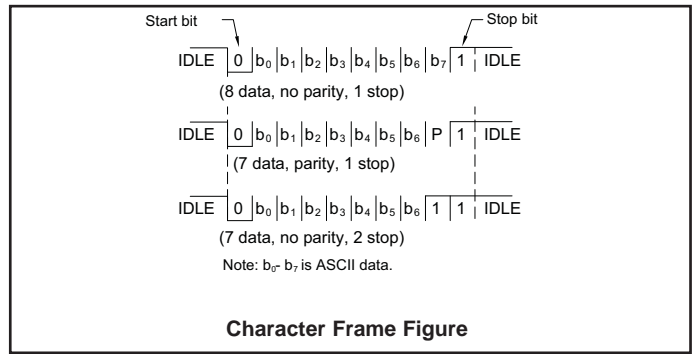 Start bit Stop bit
IDLE 0 b₀ b₁ b₂ b₃ b₄ b₅ b₆ b₇ 1 IDLE
(8 data, no parity, 1 stop)
IDLE 0 b₀ b₁ b₂ b₃ b₄ b₅ b₆ P 1 IDLE
(7 data, parity, 1 stop)
IDLE 0 b₀ b₁ b₂ b₃ b₄ b₅ b₆ 1 1 IDLE
(7 data, no parity, 2 stop)
Note: b₀- b₇ is ASCII data.
Character Frame Figure